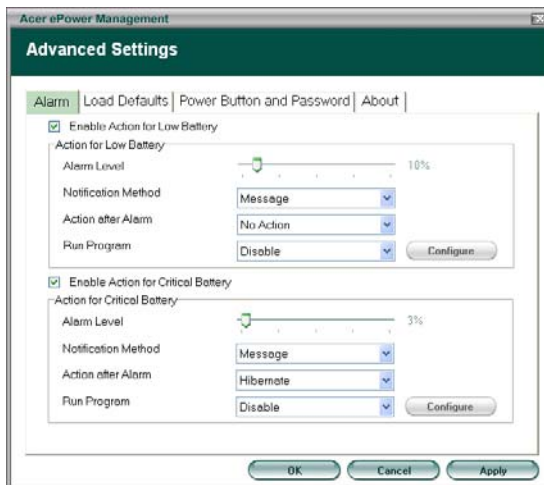 Acer ePower Management
Advanced Settings
Alarm Load Defaults Power Button and Password About
Enable Action for Low Battery
Action for Low Battery
Alarm Level 10%
Notification Method Message
Action after Alarm No Action
Run Program Disable Configure
Enable Action for Critical Battery
Action for Critical Battery
Alarm Level 3%
Notification Method Message
Action after Alarm Hibernate
Run Program Disable Configure
OK Cancel Apply